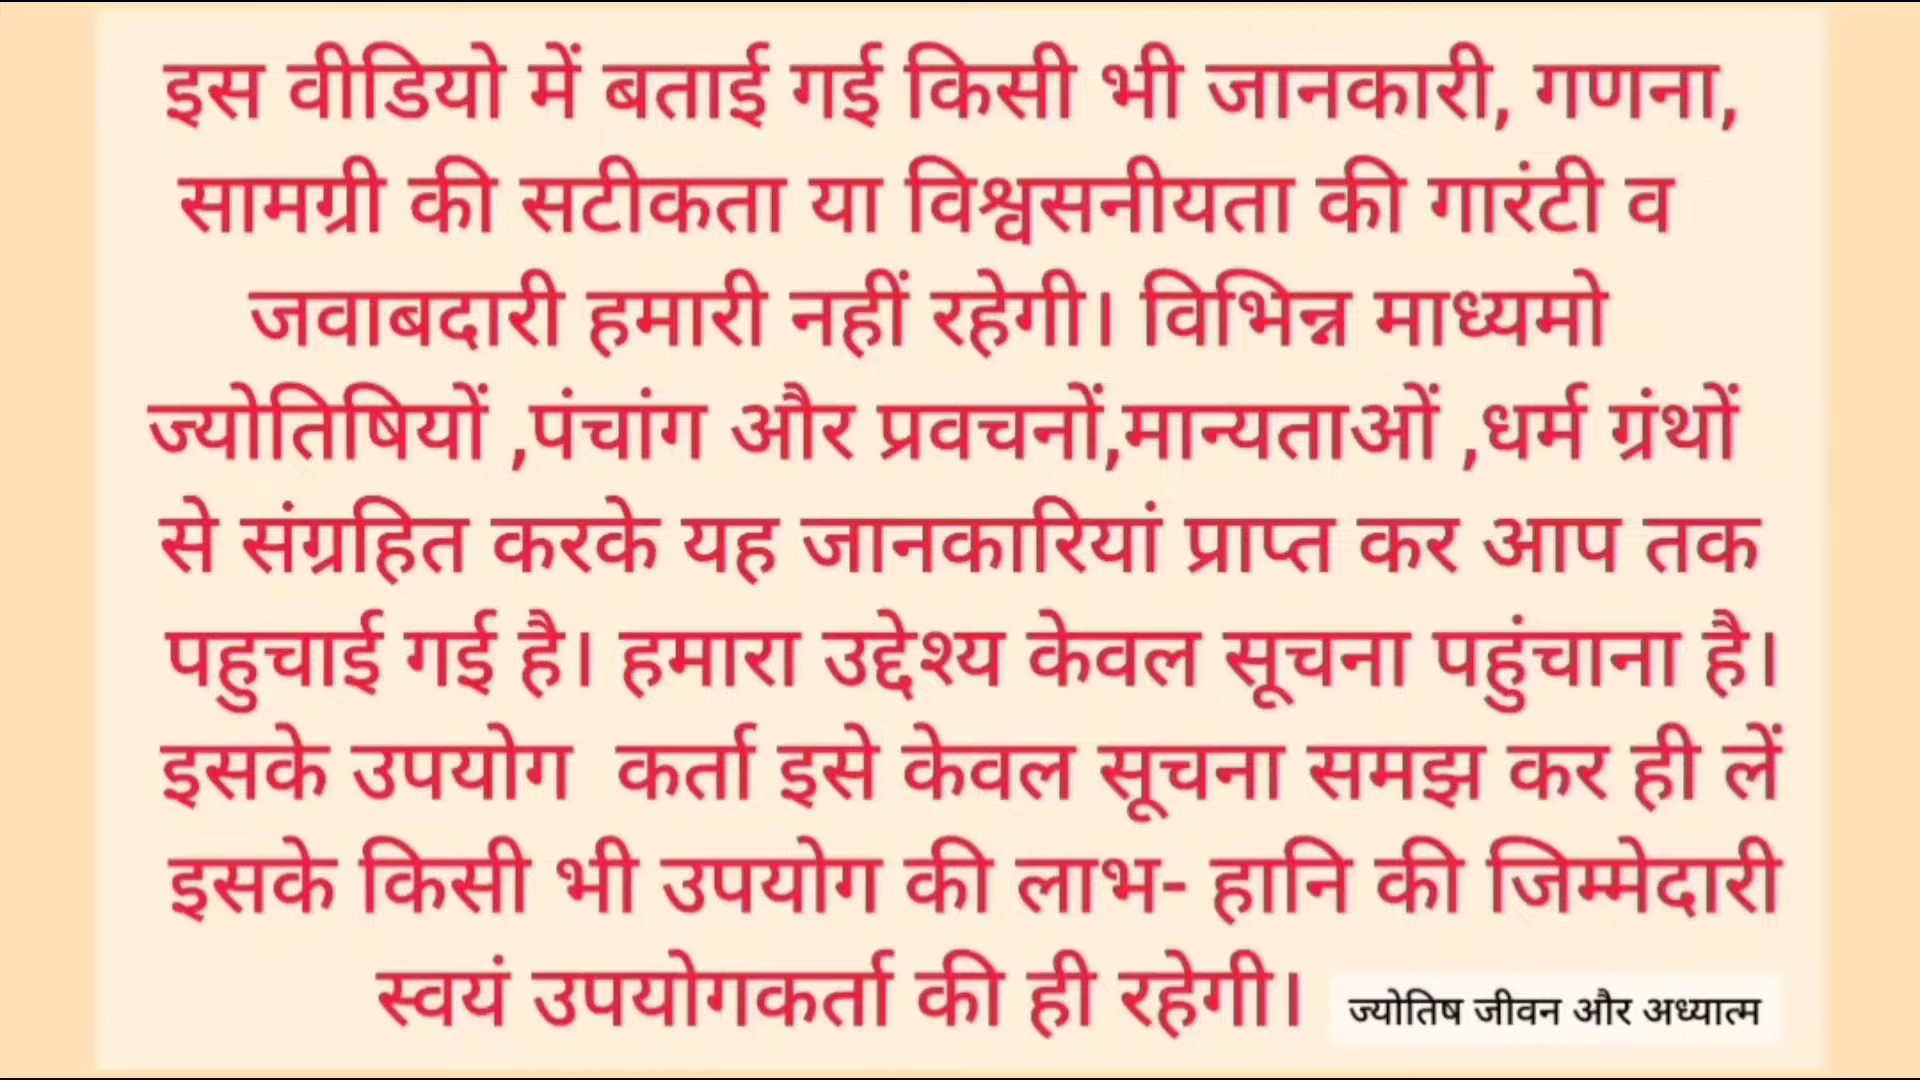 इस वीडियो में बताई गई किसी भी जानकारी, गणना,
सामग्री की सटीकता या विश्वसनीयता की गारंटी व
जवाबदारी हमारी नहीं रहेगी। विभिन्न माध्यमो
ज्योतिषियों ,पंचांग और प्रवचनों,मान्यताओं ,धर्म ग्रंथों
से संग्रहित करके यह जानकारियां प्राप्त कर आप तक
पहुचाई गई है। हमारा उद्देश्य केवल सूचना पहुंचाना है।
इसके उपयोग  कर्ता इसे केवल सूचना समझ कर ही लें
इसके किसी भी उपयोग की लाभ- हानि की जिम्मेदारी
स्वयं उपयोगकर्ता की ही रहेगी।
ज्योतिष जीवन और अध्यात्म